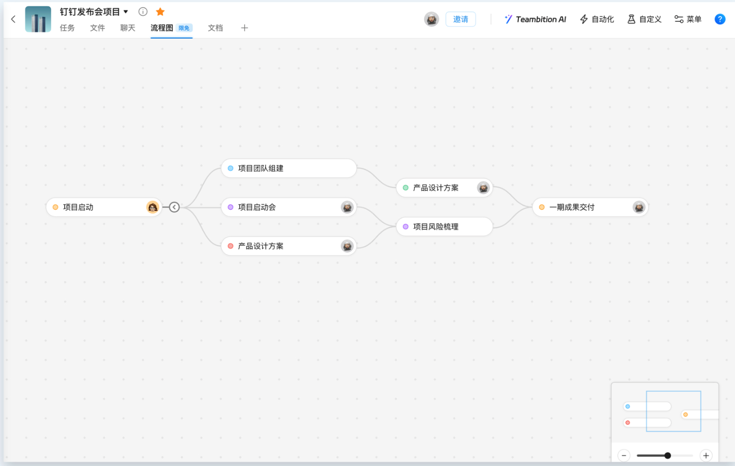 钉钉发布会项目
邀请
Teambition AI
自动化
自定义
菜单
?
任务
文件
聊天
流程图
限免
文档
项目团队组建
产品设计方案
项目启动
项目启动会
一期成果交付
项目风险梳理
产品设计方案